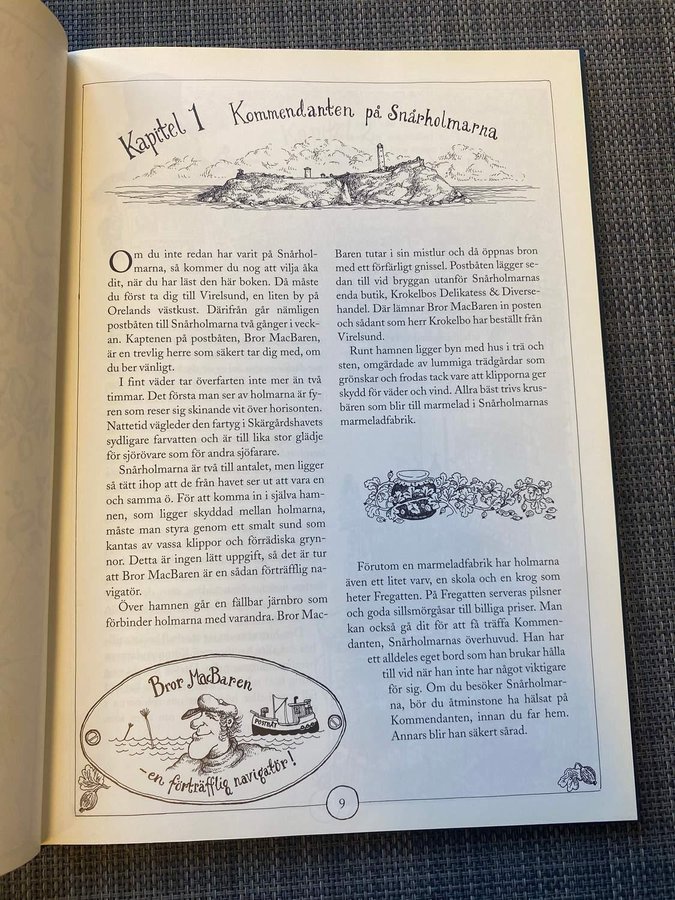 Kapitel 1 Kommendanten på Snårholmarna
Om du inte redan har varit på Snårhol-
marna, så kommer du nog att vilja åka
dit, när du har läst den här boken. Då måste
du först ta dig till Virelsund, en liten by på
Orelands västkust. Därifrån går nämligen
postbåten till Snårholmarna två gånger i veck-
an. Kaptenen på postbåten, Bror MacBaren,
är en trevlig herre som säkert tar dig med, om
du ber vänligt.
I fint väder tar överfarten inte mer än två
timmar. Det första man ser av holmarna är fy-
ren som reser sig skinande vit över horisonten.
Nattetid vägleder den fartyg i Skärgårdshavets
sydligare farvatten och är till lika stor glädje
för sjörövare som för andra sjöfarare.
Snårholmarna är två till antalet, men ligger
så tätt ihop att de från havet ser ut att vara en
och samma ö. För att komma in i själva ham-
nen, som ligger skyddad mellan holmarna,
måste man styra genom ett smalt sund som
kantas av vassa klippor och förrädiska gryn-
nor. Detta är ingen lätt uppgift, så det är tur
att Bror MacBaren är en sådan förträfflig na-
vigatör.
Över hamnen går en fällbar järnbro som
förbinder holmarna med varandra. Bror Mac-
Baren tutar i sin mistlur och då öppnas bron
med ett förfärligt gnissel. Postbåten lägger se-
dan till vid bryggan utanför Snårholmarnas
enda butik, Krokelbos Delikatess & Diverse-
handel. Där lämnar Bror MacBaren in posten
och sådant som herr Krokelbo har beställt från
Virelsund.
Runt hamnen ligger byn med hus i trä och
sten, omgärdade av lummiga trädgårdar som
grönskar och frodas tack vare att klipporna ger
skydd för väder och vind. Allra bäst trivs krus-
bären som blir till marmelad i Snårholmarnas
marmeladfabrik.
Förutom en marmeladfabrik har holmarna
även ett litet varv, en skola och en krog som
heter Fregatten. På Fregatten serveras pilsner
och goda sillsmörgåsar till billiga priser. Man
kan också gå dit för att få träffa Kommen-
danten, Snårholmarnas överhuvud. Han har
ett alldeles eget bord som han brukar hålla
till vid när han inte har något viktigare
för sig. Om du besöker Snårholmar-
na, bör du åtminstone ha hälsat på
Kommendanten, innan du far hem.
Annars blir han säkert sårad.
Bror MacBaren
POSTBÅT
– en förträfflig navigatör!
9